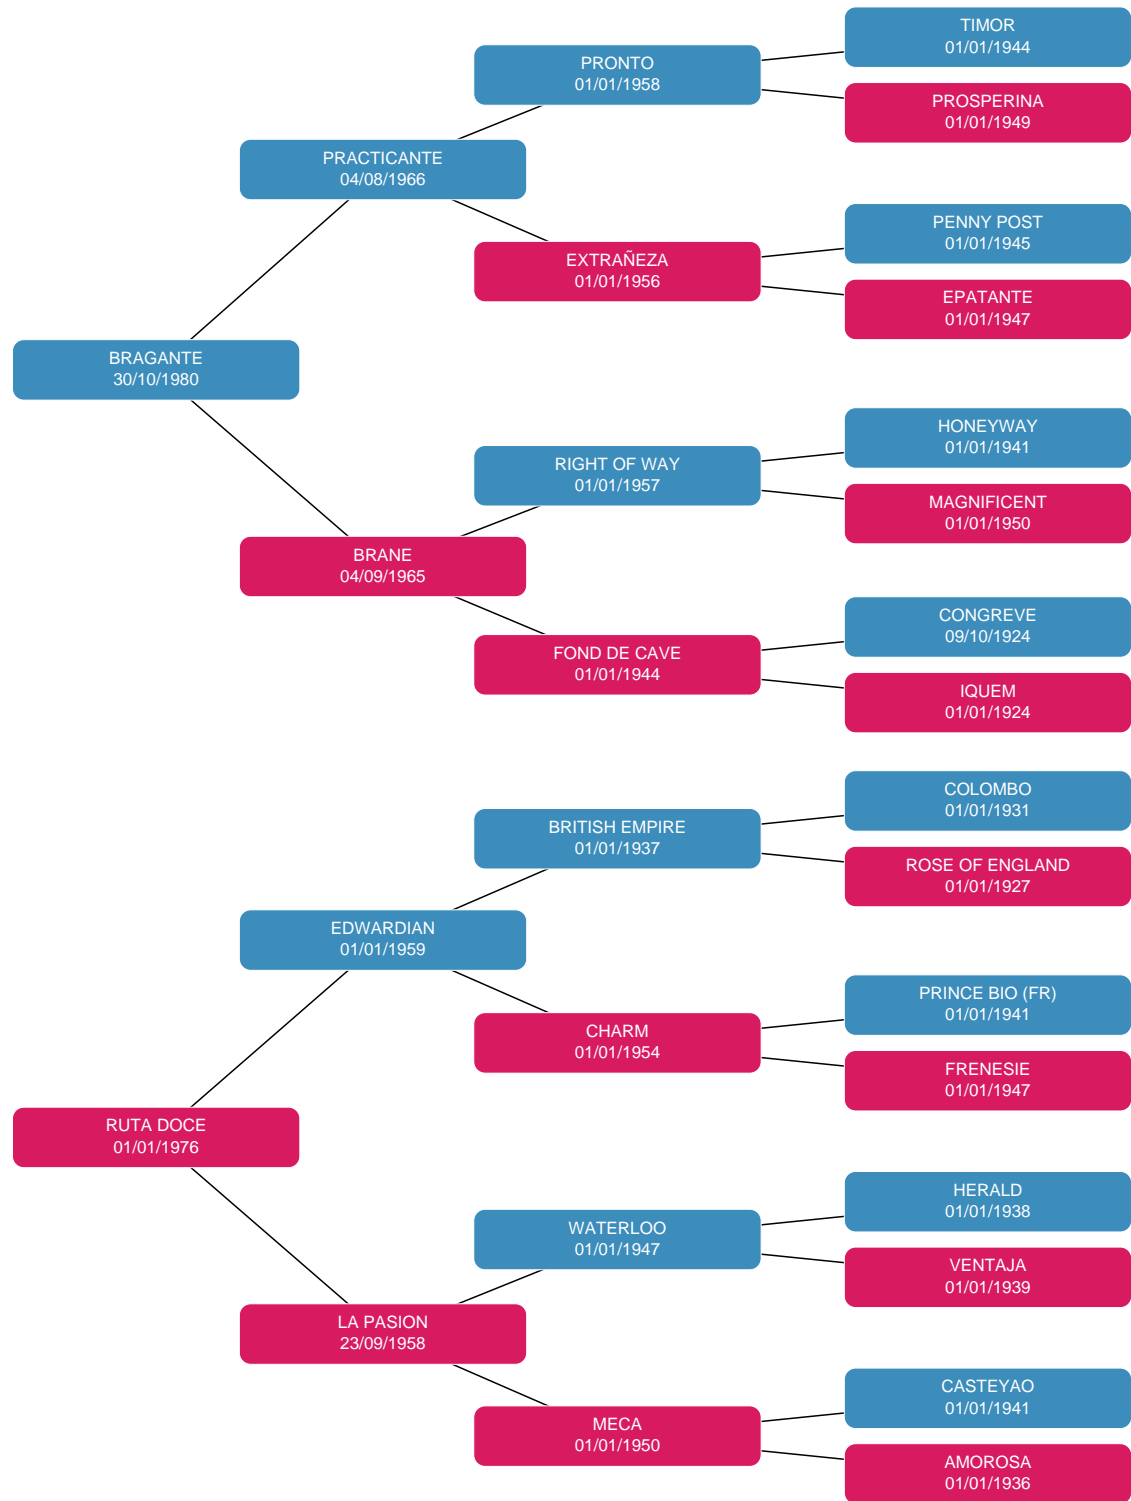 TIMOR
01/01/1944
PRONTO
01/01/1958
PROSPERINA
01/01/1949
PRACTICANTE
04/08/1966
PENNY POST
01/01/1945
EXTRAÑEZA
01/01/1956
EPATANTE
01/01/1947
BRAGANTE
30/10/1980
HONEYWAY
01/01/1941
RIGHT OF WAY
01/01/1957
MAGNIFICENT
01/01/1950
BRANE
04/09/1965
CONGREVE
09/10/1924
FOND DE CAVE
01/01/1944
IQUEM
01/01/1924
COLOMBO
01/01/1931
BRITISH EMPIRE
01/01/1937
ROSE OF ENGLAND
01/01/1927
EDWARDIAN
01/01/1959
PRINCE BIO (FR)
01/01/1941
CHARM
01/01/1954
FRENESIE
01/01/1947
RUTA DOCE
01/01/1976
HERALD
01/01/1938
WATERLOO
01/01/1947
VENTAJA
01/01/1939
LA PASION
23/09/1958
CASTEYAO
01/01/1941
MECA
01/01/1950
AMOROSA
01/01/1936